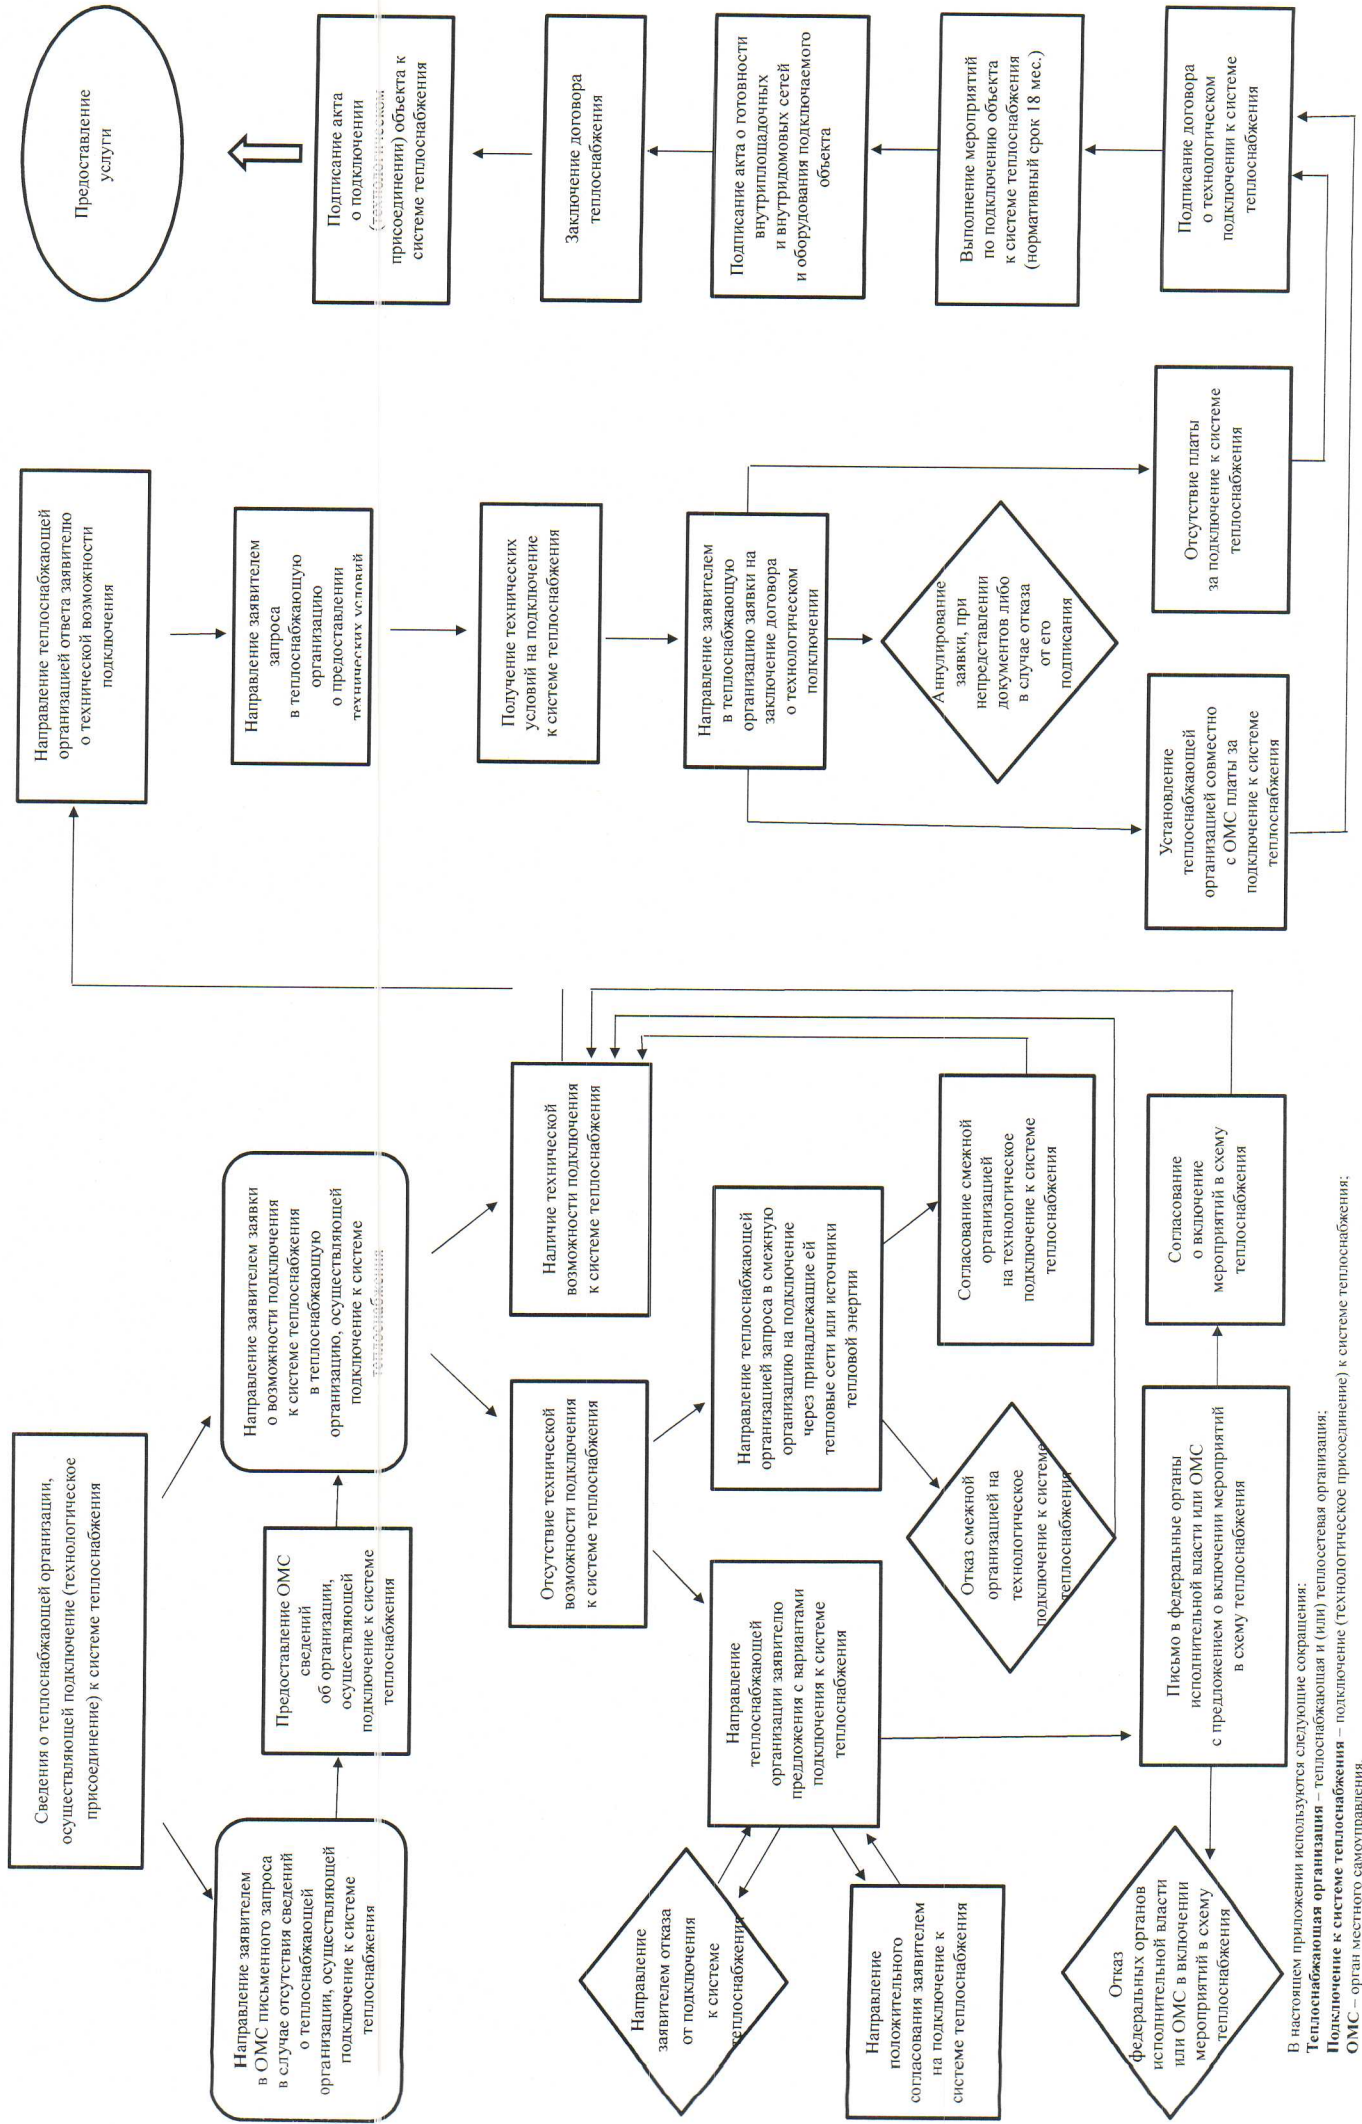 Сведения о теплоснабжающей организации,
осуществляющей подключение (технологическое
присоединение) к системе теплоснабжения
Направление заявителем
в ОМС письменного запроса
в случае отсутствия сведений
о теплоснабжающей
организации, осуществляющей
подключение к системе
теплоснабжения
Предоставление ОМС
сведений
об организации,
осуществляющей
подключение к системе
теплоснабжения
Направление заявителем заявки
о возможности подключения
к системе теплоснабжения
в теплоснабжающую
организацию, осуществляющей
подключение к системе
теплоснабжения
Отсутствие технической
возможности подключения
к системе теплоснабжения
Наличие технической
возможности подключения
к системе теплоснабжения
Направление
заявителем отказа
от подключения
к системе
теплоснабжения
Направление
теплоснабжающей
организации заявителю
предложения с вариантами
подключения к системе
теплоснабжения
Направление теплоснабжающей
организацией запроса в смежную
организацию на подключение
через принадлежащие ей
тепловые сети или источники
тепловой энергии
Направление
положительного
согласования заявителем
на подключение к
системе теплоснабжения
Отказ смежной
организацией на
технологическое
подключение к системе
теплоснабжения
Согласование смежной
организацией
на технологическое
подключение к системе
теплоснабжения
Отказ
федеральных органов
исполнительной власти
или ОМС в включении
мероприятий в схему
теплоснабжения
Письмо в федеральные органы
исполнительной власти или ОМС
с предложением о включении мероприятий
в схему теплоснабжения
Согласование
о включение
мероприятий в схему
теплоснабжения
Направление теплоснабжающей
организацией ответа заявителю
о технической возможности
подключения
Направление заявителем
запроса
в теплоснабжающую
организацию
о предоставлении
технических условий
Получение технических
условий на подключение
к системе теплоснабжения
Направление заявителем
в теплоснабжающую
организацию заявки на
заключение договора
о технологическом
подключении
Аннулирование
заявки, при
непредставлении
документов либо
в случае отказа
от его
подписания
Установление
теплоснабжающей
организацией совместно
с ОМС платы за
подключение к системе
теплоснабжения
Отсутствие платы
за подключение к системе
теплоснабжения
Предоставление
услуги
Подписание акта
о подключении
(технологическом
присоединении) объекта к
системе теплоснабжения
Заключение договора
теплоснабжения
Подписание акта о готовности
внутриплощадочных
и внутридомовых сетей
и оборудования подключаемого
объекта
Выполнение мероприятий
по подключению объекта
к системе теплоснабжения
(нормативный срок 18 мес.)
Подписание договора
о технологическом
подключении к системе
теплоснабжения
В настоящем приложении используются следующие сокращения:
Теплоснабжающая организация – теплоснабжающая и (или) теплосетевая организация;
Подключение к системе теплоснабжения – подключение (технологическое присоединение) к системе теплоснабжения;
ОМС – орган местного самоуправления.